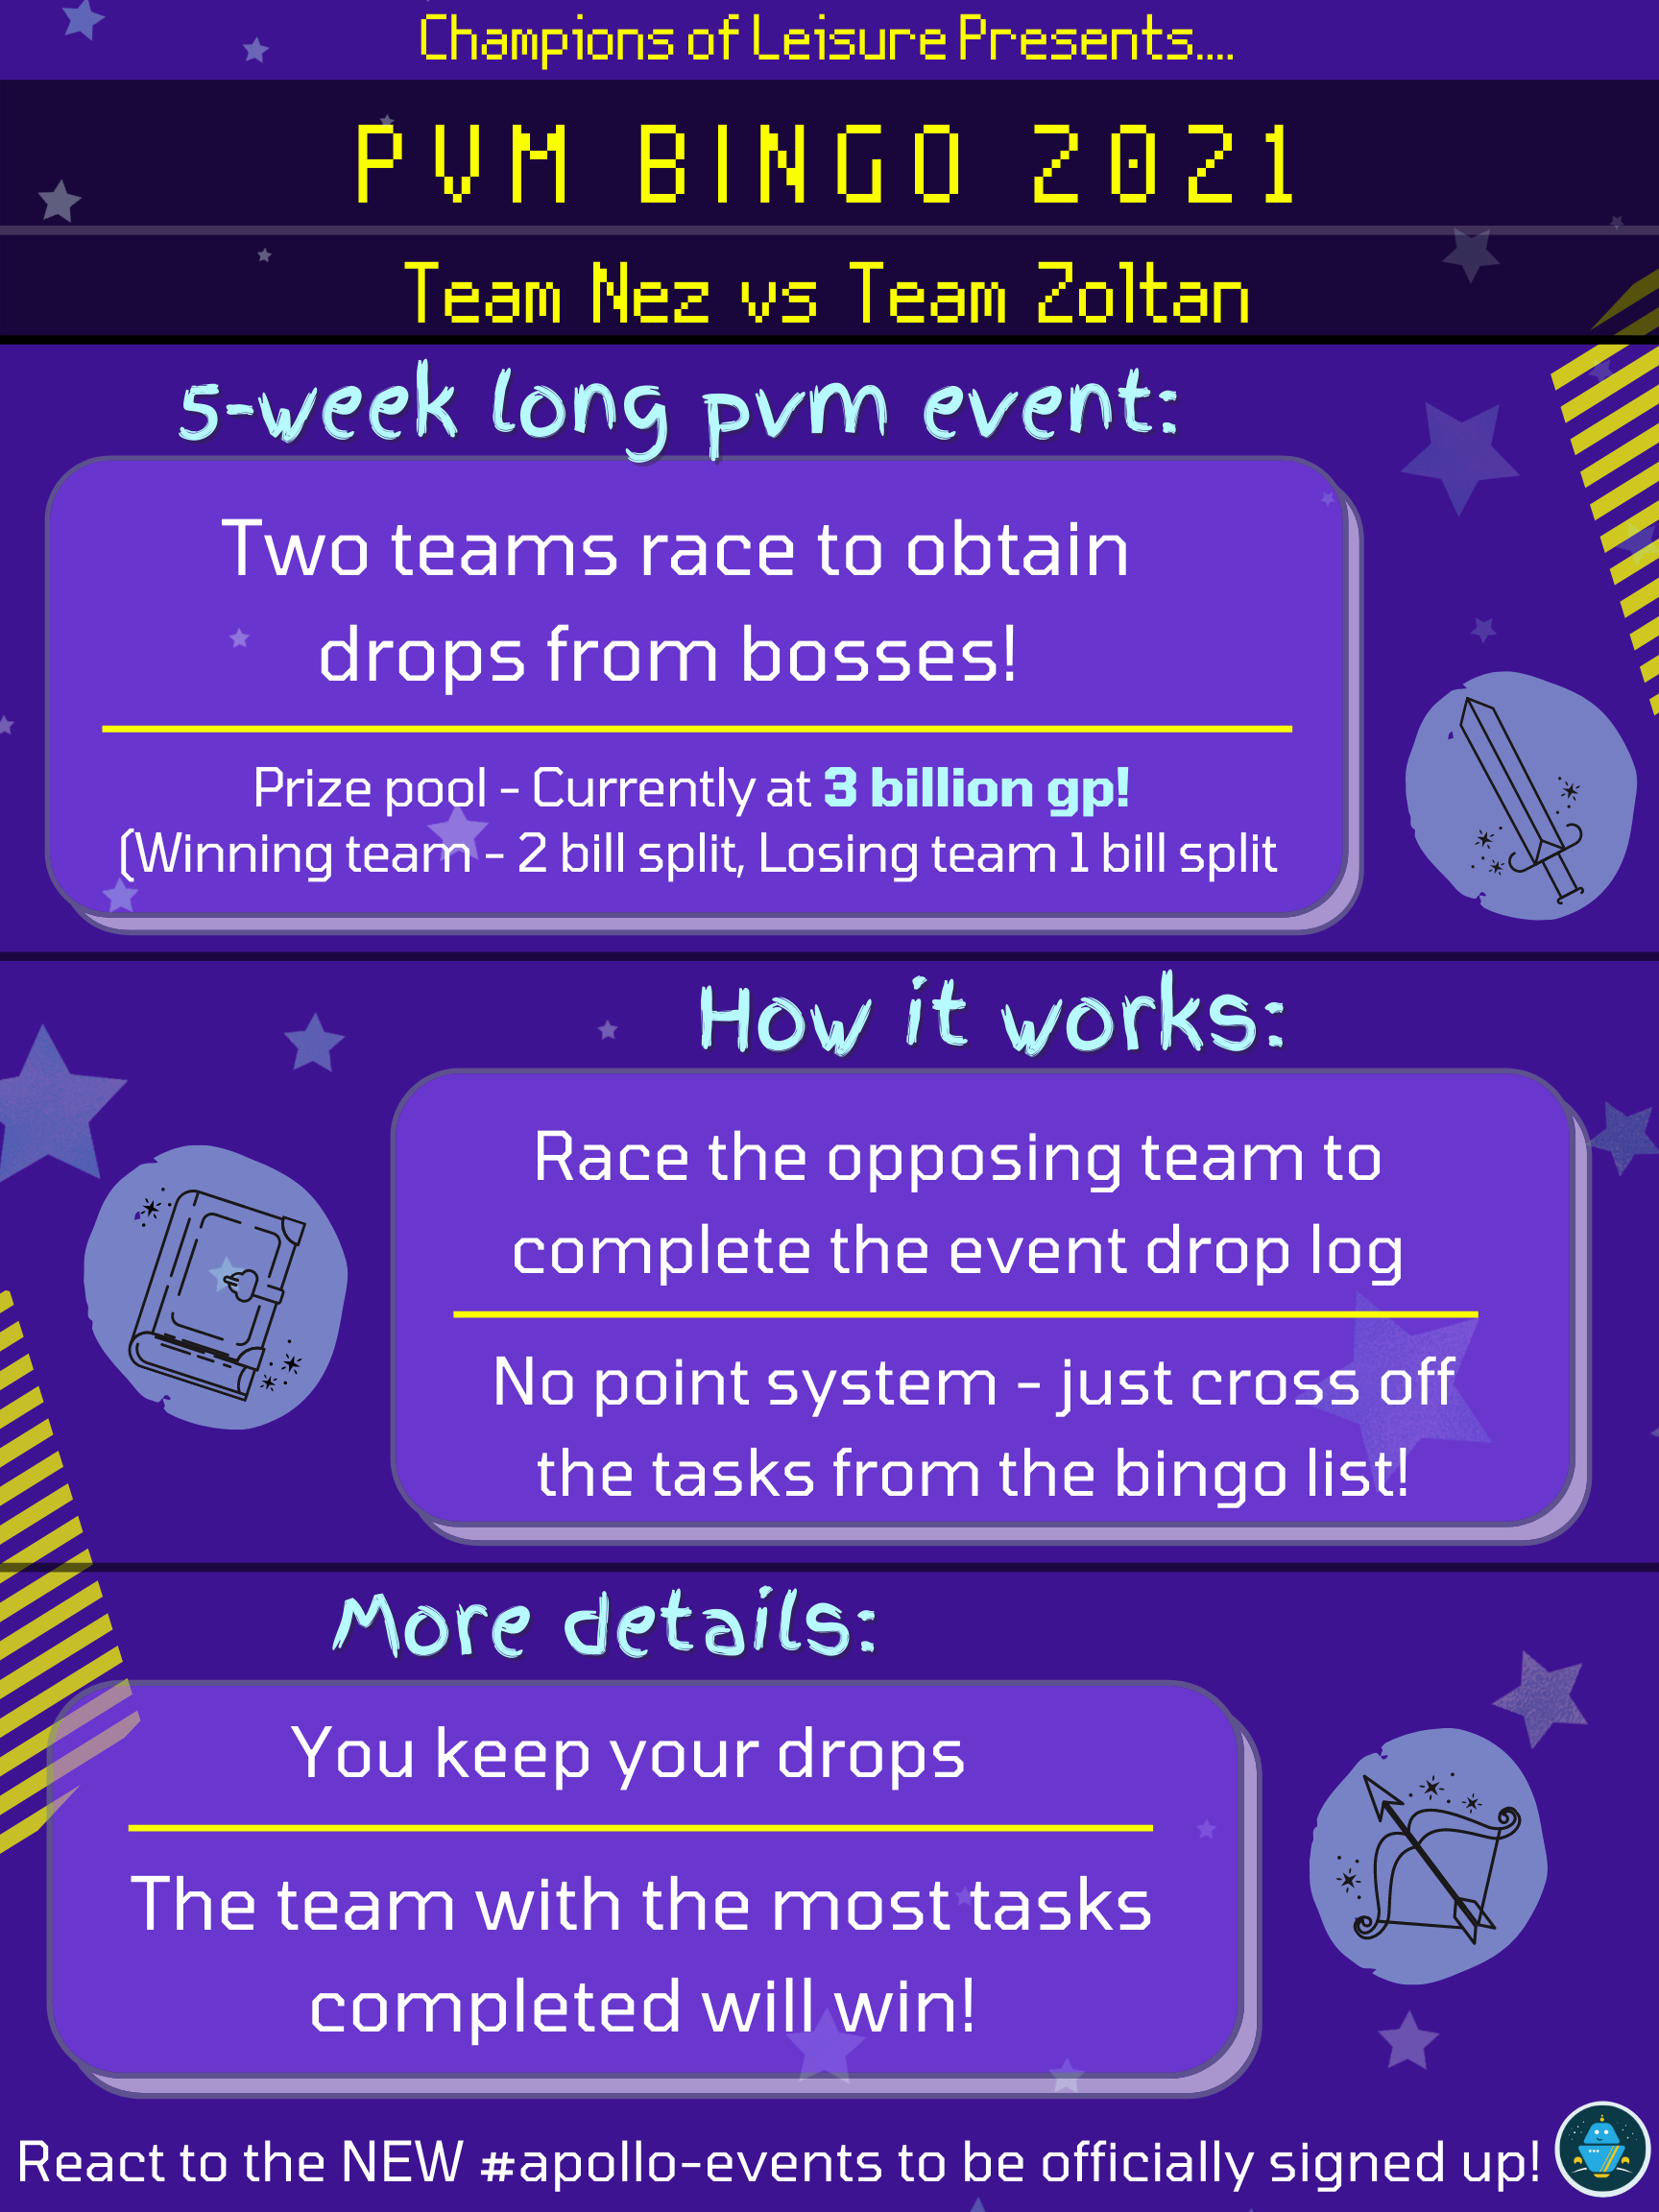 Champions of Leisure Presents....
PVM BINGO 2021
Team Nez vs Team Zoltan
5-week long pvm event:
Two teams race to obtain
drops from bosses!
Prize pool - Currently at 3 billion gp!
(Winning team - 2 bill split, Losing team 1 bill split
How it works:
Race the opposing team to
complete the event drop log
No point system - just cross off
the tasks from the bingo list!
More details:
You keep your drops
The team with the most tasks
completed will win!
React to the NEW #apollo-events to be officially signed up!